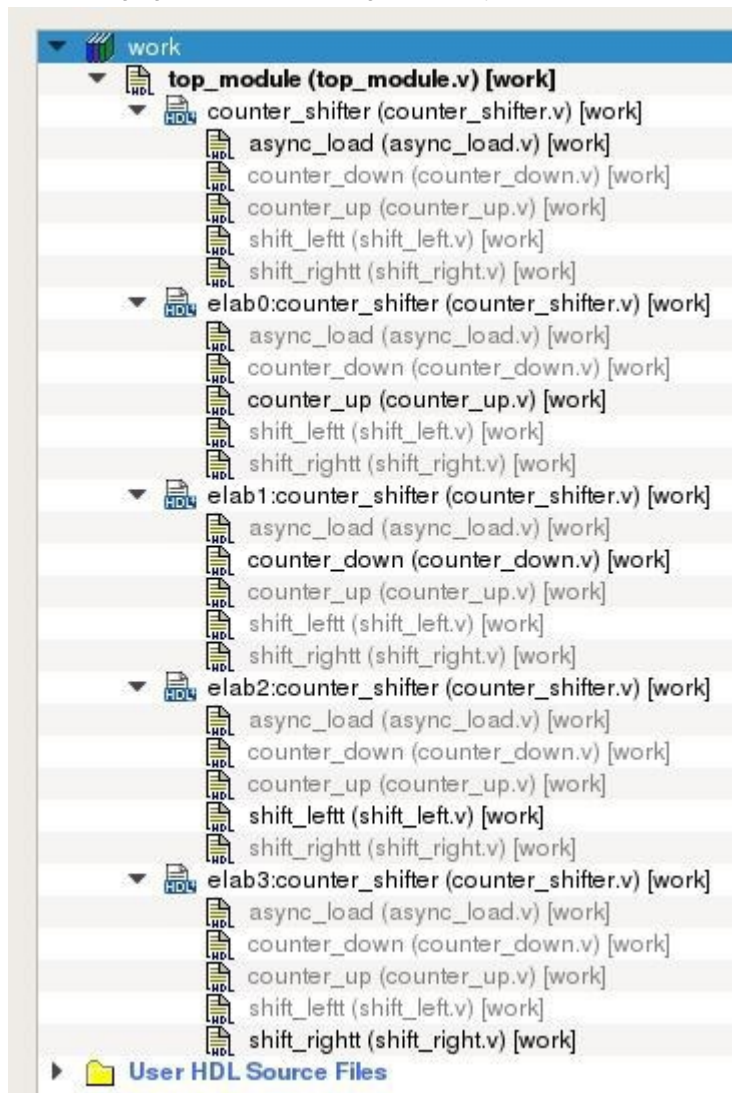 work
top_module (top_module.v) [work]
counter_shifter (counter_shifter.v) [work]
async_load (async_load.v) [work]
counter_down (counter_down.v) [work]
counter_up (counter_up.v) [work]
shift_leftt (shift_left.v) [work]
shift_rightt (shift_right.v) [work]
elab0:counter_shifter (counter_shifter.v) [work]
async_load (async_load.v) [work]
counter_down (counter_down.v) [work]
counter_up (counter_up.v) [work]
shift_leftt (shift_left.v) [work]
shift_rightt (shift_right.v) [work]
elab1:counter_shifter (counter_shifter.v) [work]
async_load (async_load.v) [work]
counter_down (counter_down.v) [work]
counter_up (counter_up.v) [work]
shift_leftt (shift_left.v) [work]
shift_rightt (shift_right.v) [work]
elab2:counter_shifter (counter_shifter.v) [work]
async_load (async_load.v) [work]
counter_down (counter_down.v) [work]
counter_up (counter_up.v) [work]
shift_leftt (shift_left.v) [work]
shift_rightt (shift_right.v) [work]
elab3:counter_shifter (counter_shifter.v) [work]
async_load (async_load.v) [work]
counter_down (counter_down.v) [work]
counter_up (counter_up.v) [work]
shift_leftt (shift_left.v) [work]
shift_rightt (shift_right.v) [work]
User HDL Source Files